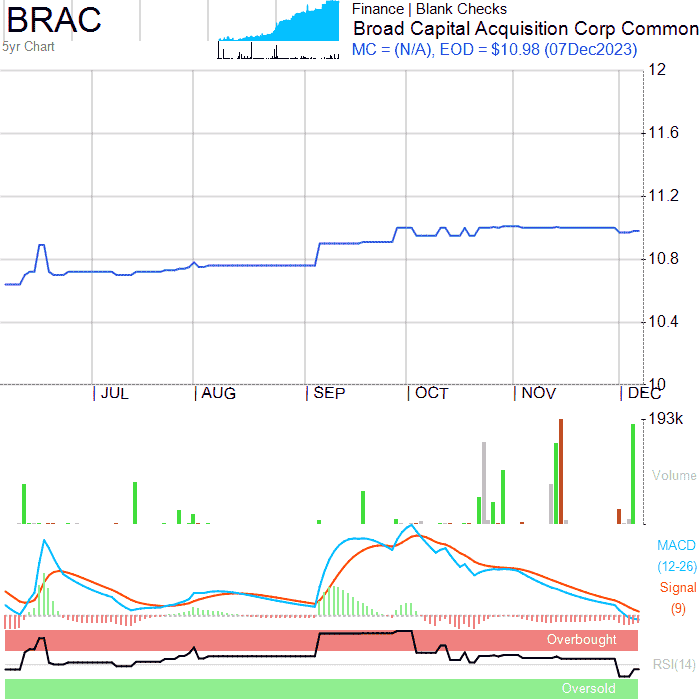 BRAC
5yr Chart
Finance | Blank Checks
Broad Capital Acquisition Corp Common
MC = (N/A), EOD = $10.98 (07Dec2023)
12
11.6
11.2
10.8
10.4
10
JUL
AUG
SEP
OCT
NOV
DEC
193k
Volume
MACD
(12-26)
Signal
(9)
Overbought
RSI(14)
Oversold